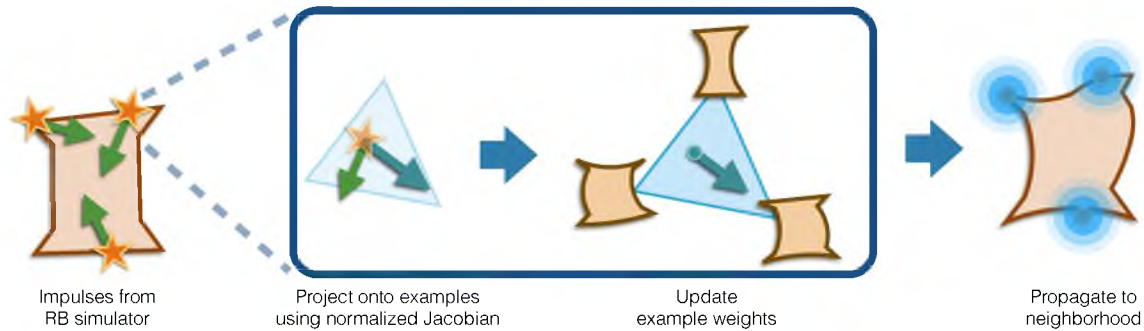 Impulses from
RB simulator
Project onto examples
using normalized Jacobian
Update
example weights
Propagate to
neighborhood